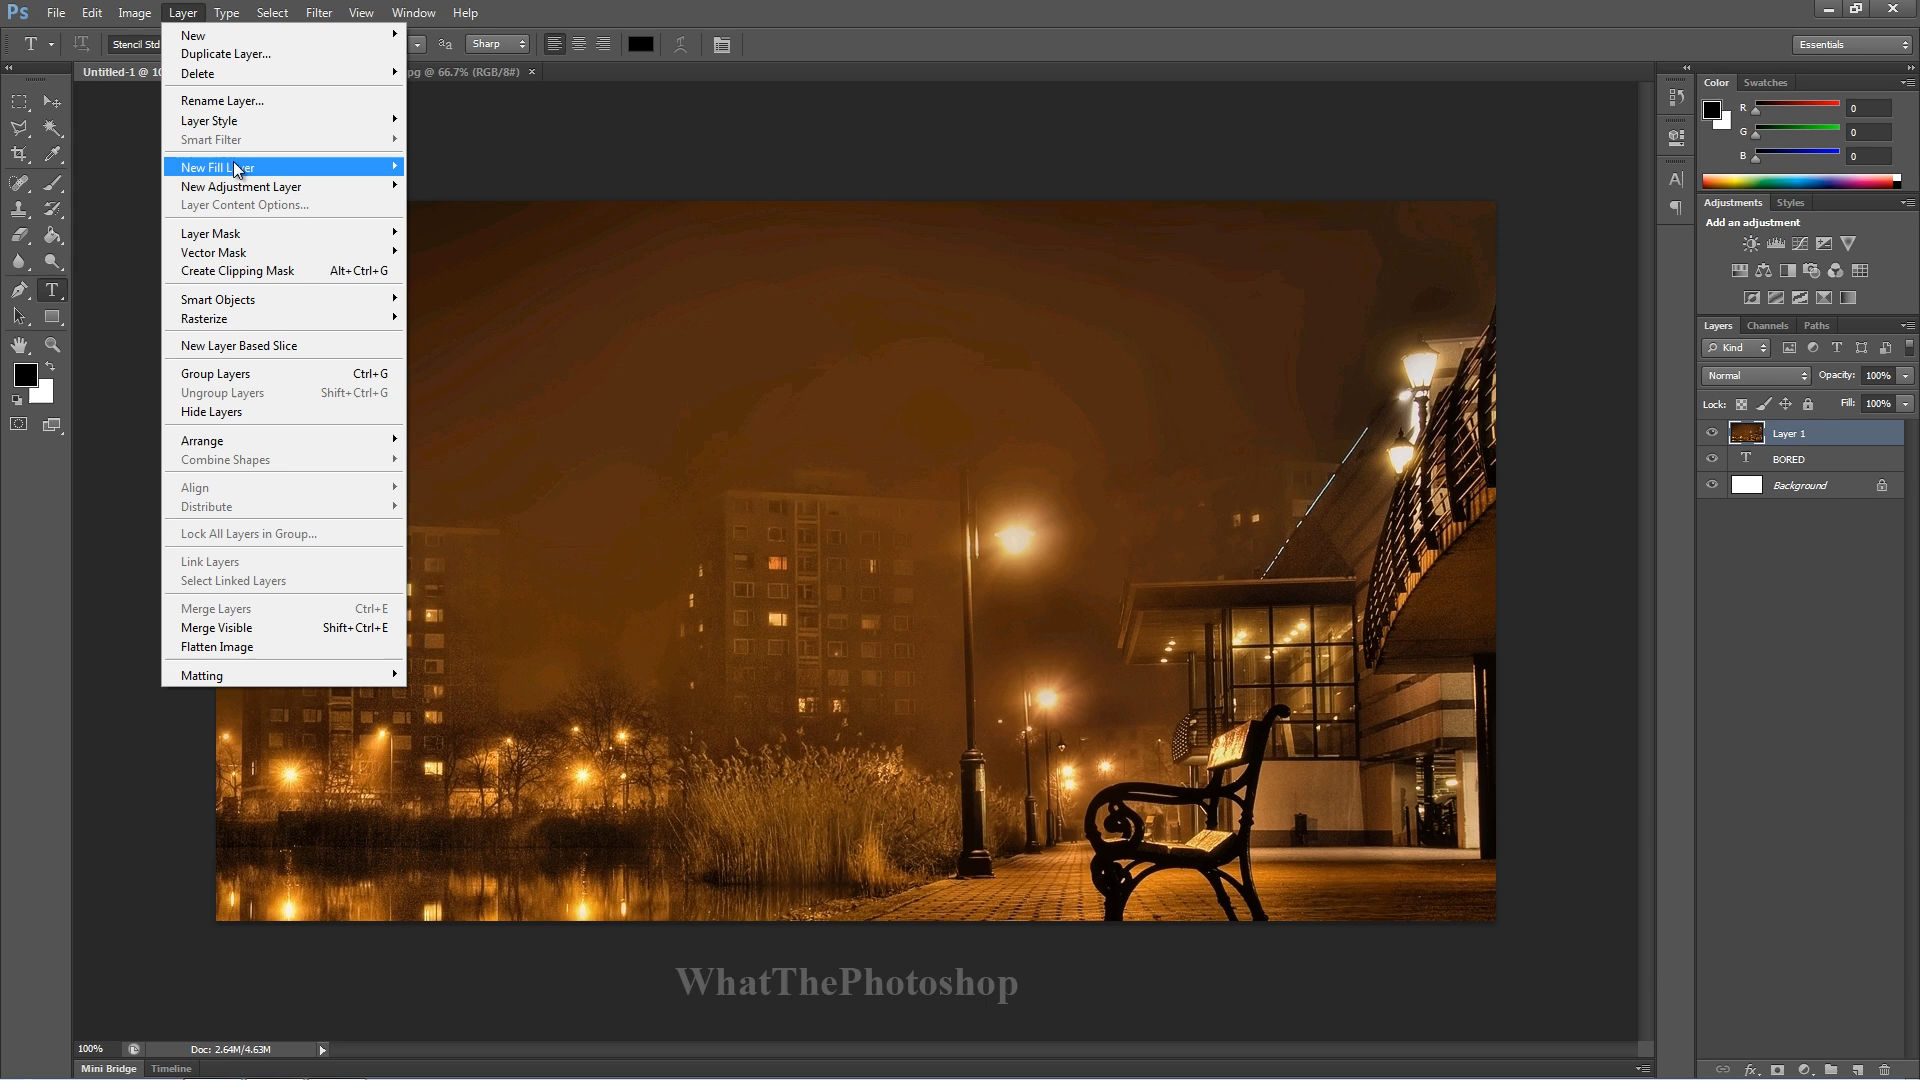 Ps File Edit Image Layer Type Select Filter View Window Help
T Stencil Std aa Sharp Essentials
Untitled-1 @ 10 pg @ 66.7% (RGB/8#) ×
New
Duplicate Layer...
Delete
Rename Layer...
Layer Style
Smart Filter
New Fill Layer
New Adjustment Layer
Layer Content Options...
Layer Mask
Vector Mask
Create Clipping Mask Alt+Ctrl+G
Smart Objects
Rasterize
New Layer Based Slice
Group Layers Ctrl+G
Ungroup Layers Shift+Ctrl+G
Hide Layers
Arrange
Combine Shapes
Align
Distribute
Lock All Layers in Group...
Link Layers
Select Linked Layers
Merge Layers Ctrl+E
Merge Visible Shift+Ctrl+E
Flatten Image
Matting
Color Swatches
R 0
G 0
B 0
Adjustments Styles
Add an adjustment
Layers Channels Paths
Kind
Normal Opacity: 100%
Lock: Fill: 100%
Layer 1
T BORED
Background
WhatThePhotoshop
100% Doc: 2.64M/4.63M
Mini Bridge Timeline